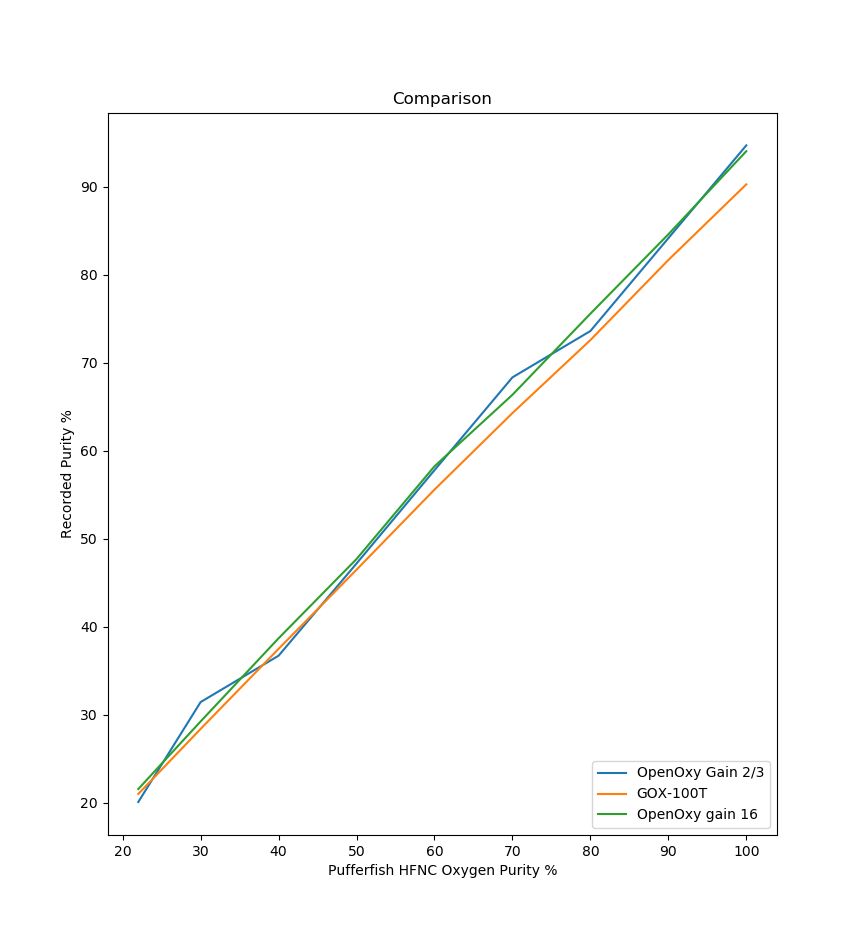 Comparison
90
80
70
60
50
40
30
20
Recorded Purity %
OpenOxy Gain 2/3
GOX-100T
OpenOxy gain 16
20 30 40 50 60 70 80 90 100
Pufferfish HFNC Oxygen Purity %